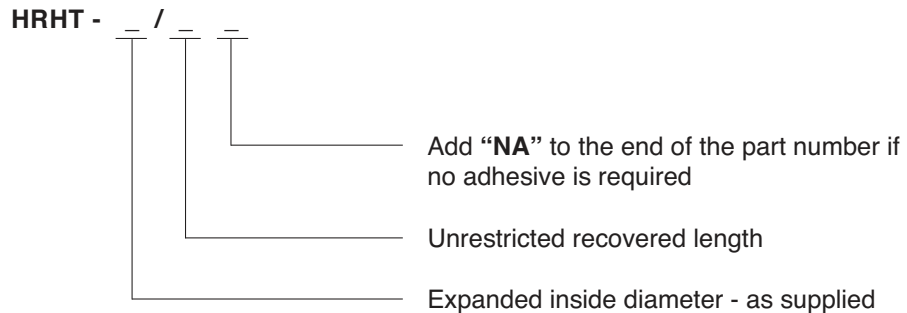 HRHT - _ / _ _
Add “NA” to the end of the part number if
no adhesive is required
Unrestricted recovered length
Expanded inside diameter - as supplied